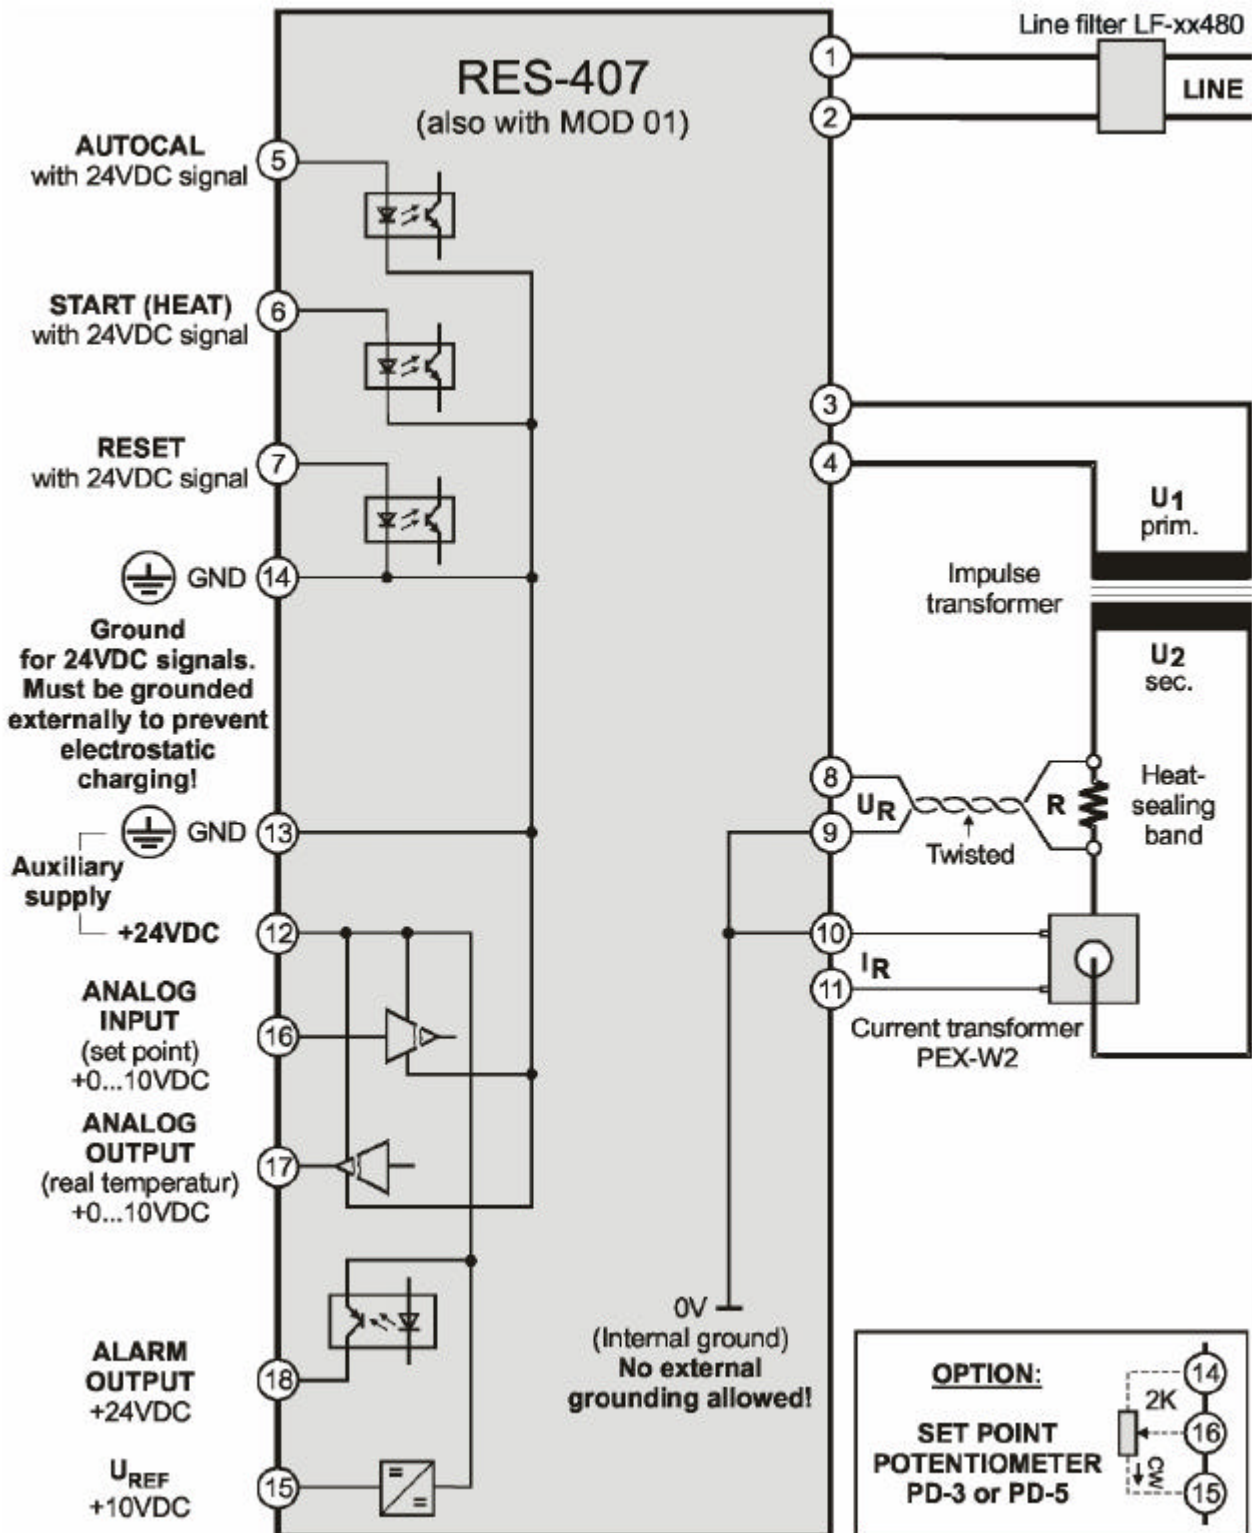 Line filter LF-xx480
RES-407
(also with MOD 01)
1
2
LINE
AUTOCAL
with 24VDC signal
5
START (HEAT)
with 24VDC signal
6
RESET
with 24VDC signal
7
GND
14
Ground
for 24VDC signals.
Must be grounded
externally to prevent
electrostatic
charging!
GND
13
Auxiliary
supply
+24VDC
12
ANALOG
INPUT
(set point)
+0...10VDC
16
ANALOG
OUTPUT
(real temperatur)
+0...10VDC
17
ALARM
OUTPUT
+24VDC
18
UREF
+10VDC
15
3
4
U1
prim.
Impulse
transformer
U2
sec.
8
9
UR
R
Twisted
Heat-
sealing
band
10
11
IR
Current transformer
PEX-W2
0V
(Internal ground)
No external
grounding allowed!
OPTION:
SET POINT
POTENTIOMETER
PD-3 or PD-5
14
2K
16
CW
15